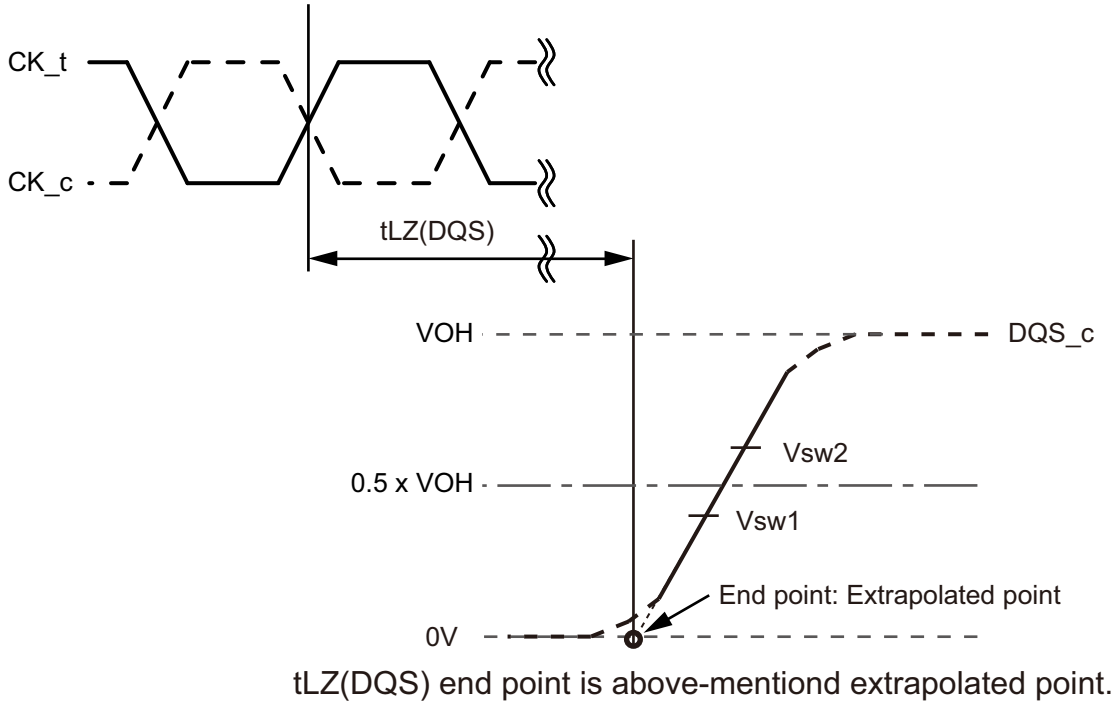 CK_t
CK_c
tLZ(DQS)
VOH
DQS_c
Vsw2
0.5 x VOH
Vsw1
End point: Extrapolated point
0V
tLZ(DQS) end point is above-mentiond extrapolated point.